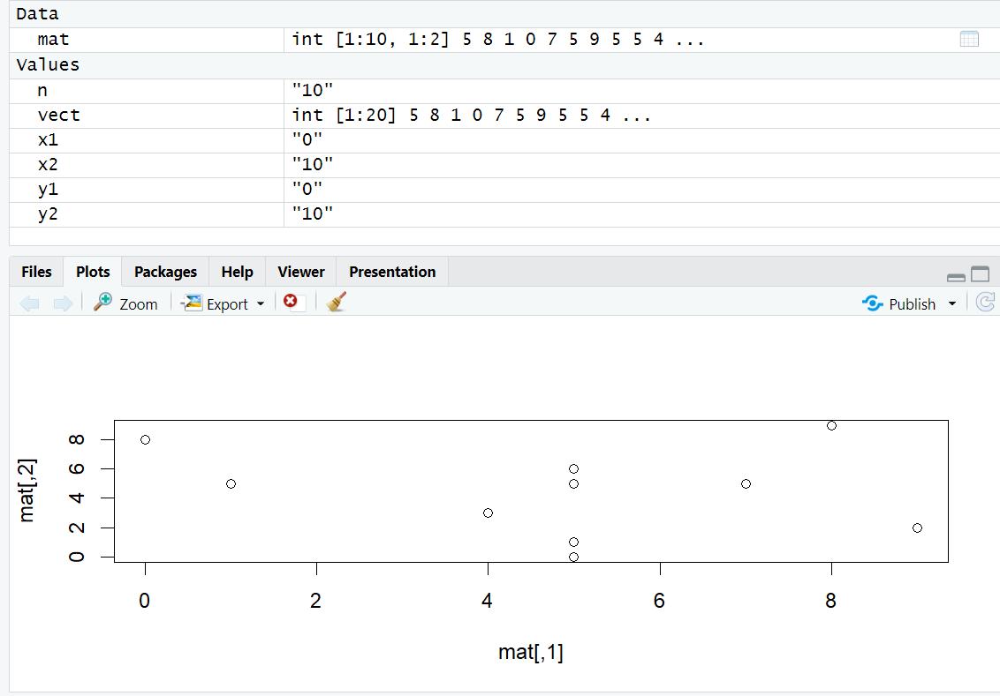 Data
mat int [1:10, 1:2] 5 8 1 0 7 5 9 5 5 4 ...
Values
n "10"
vect int [1:20] 5 8 1 0 7 5 9 5 5 4 ...
x1 "0"
x2 "10"
y1 "0"
y2 "10"
Files Plots Packages Help Viewer Presentation
Zoom Export Publish
mat[,2]
8
6
4
2
0
0 2 4 6 8
mat[,1]